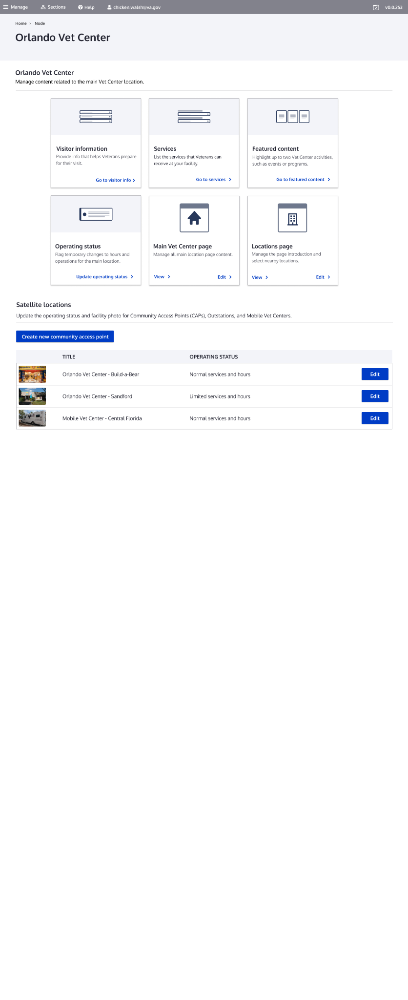 Manage Sections Help chicken.walsh@va.gov v0.0.253
Home › Node
Orlando Vet Center
Orlando Vet Center
Manage content related to the main Vet Center location.
Visitor information
Provide info that helps Veterans prepare
for their visit.
Go to visitor info
Services
List the services that Veterans can
receive at your facility.
Go to services
Featured content
Highlight up to two Vet Center activities,
such as events or programs.
Go to featured content
Operating status
Flag temporary changes to hours and
operations for the main location.
Update operating status
Main Vet Center page
Manage all main location page content.
View Edit
Locations page
Manage the page introduction and
select nearby locations.
View Edit
Satellite locations
Update the operating status and facility photo for Community Access Points (CAPs), Outstations, and Mobile Vet Centers.
Create new community access point
TITLE OPERATING STATUS
Orlando Vet Center - Build-a-Bear Normal services and hours Edit
Orlando Vet Center - Sandford Limited services and hours Edit
Mobile Vet Center - Central Florida Normal services and hours Edit